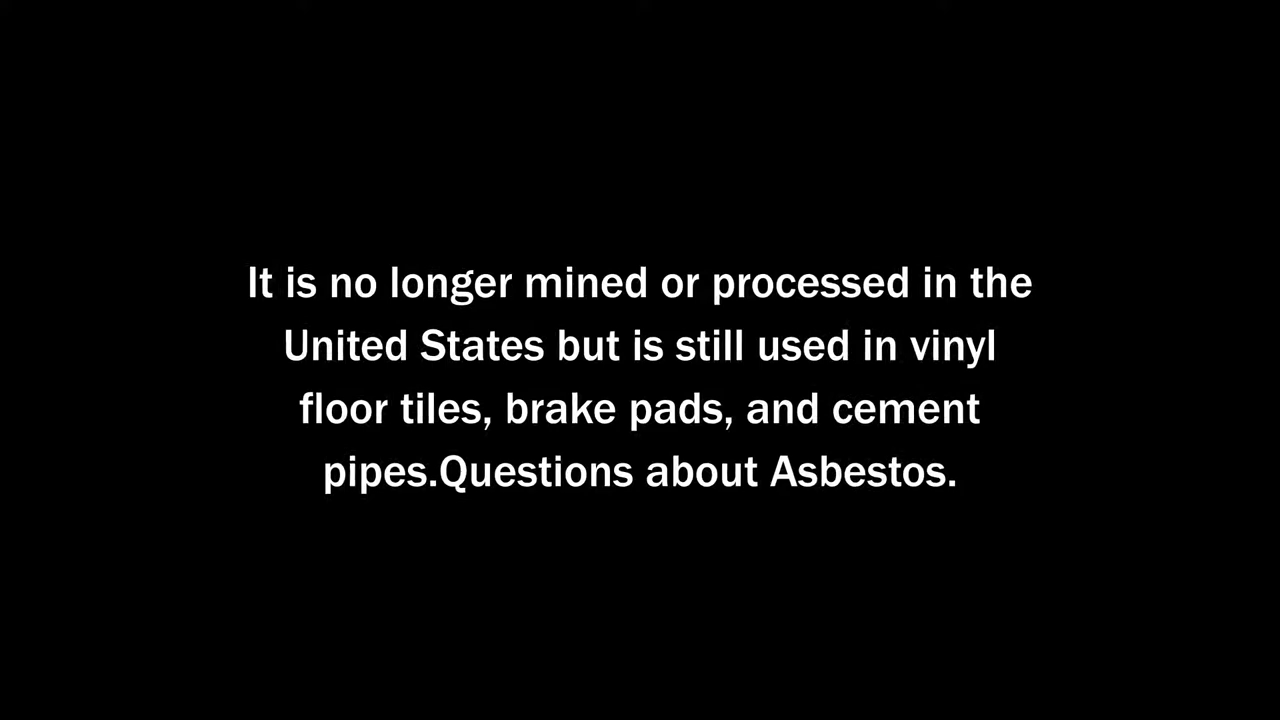 It is no longer mined or processed in the
United States but is still used in vinyl
floor tiles, brake pads, and cement
pipes.Questions about Asbestos.